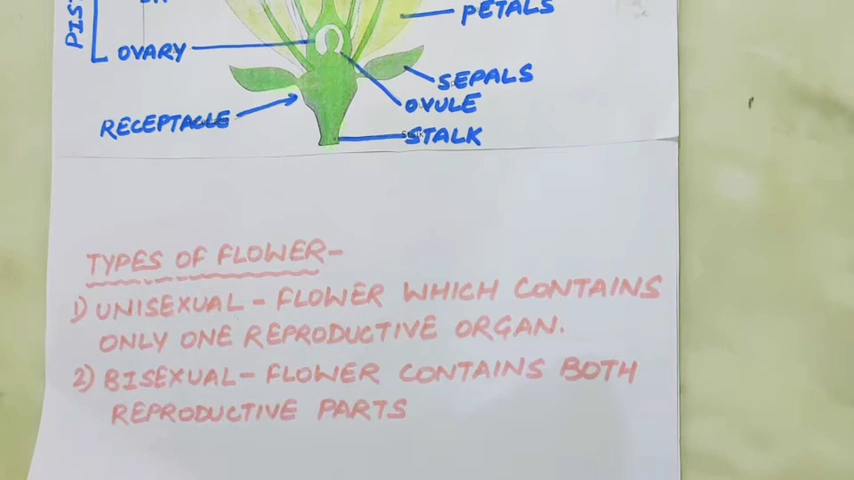 PETALS
PIS
OVARY
SEPALS
OVULE
RECEPTACLE
STALK
TYPES OF FLOWER-
1) UNISEXUAL - FLOWER WHICH CONTAINS
ONLY ONE REPRODUCTIVE ORGAN.
2) BISEXUAL- FLOWER CONTAINS BOTH
REPRODUCTIVE PARTS